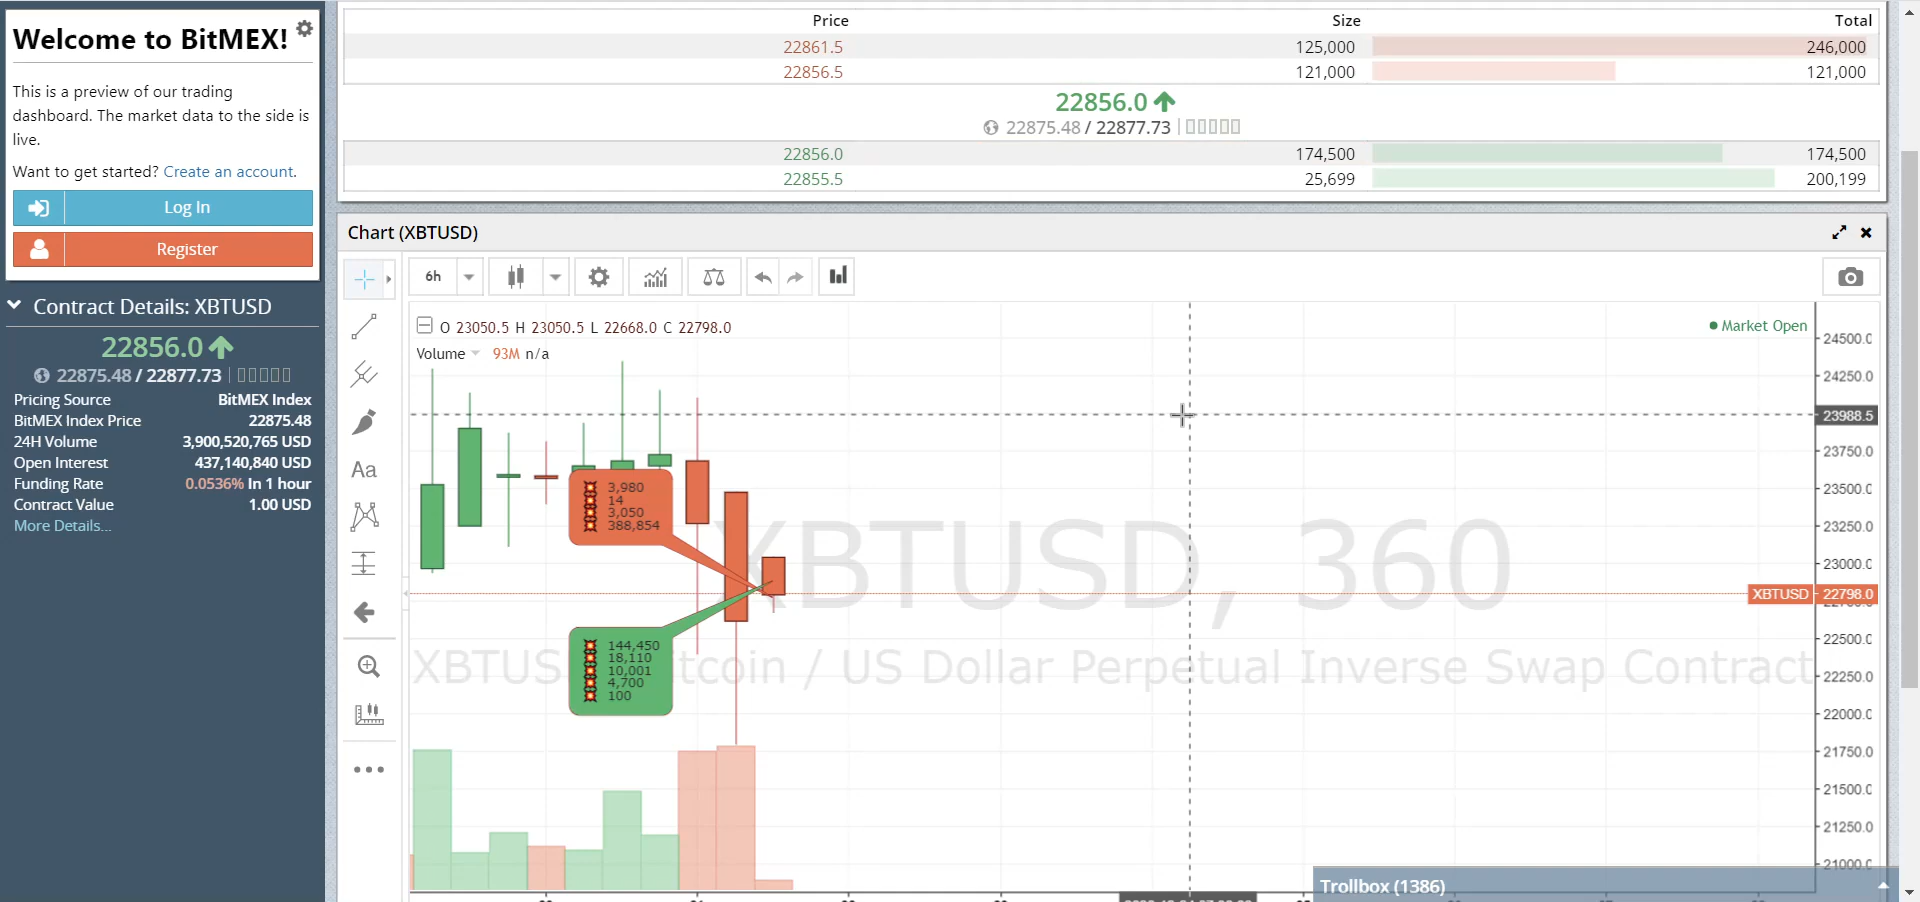 Welcome to BitMEX!
This is a preview of our trading
dashboard. The market data to the side is
live.
Want to get started? Create an account.
Log In
Register
Contract Details: XBTUSD
22856.0
22875.48 / 22877.73
Pricing Source BitMEX Index
BitMEX Index Price 22875.48
24H Volume 3,900,520,765 USD
Open Interest 437,140,840 USD
Funding Rate 0.0536% In 1 hour
Contract Value 1.00 USD
More Details...
Price Size Total
22861.5 125,000 246,000
22856.5 121,000 121,000
22856.0
22875.48 / 22877.73
22856.0 174,500 174,500
22855.5 25,699 200,199
Chart (XBTUSD)
6h
O 23050.5 H 23050.5 L 22668.0 C 22798.0
Market Open
Volume 93M n/a
Aa
3,980
14
3,050
388,854
144,450
18,110
10,001
4,700
100
XBTUSD, 360
Bitcoin / US Dollar Perpetual Inverse Swap Contract
24500.0
24250.0
23988.5
23750.0
23500.0
23250.0
23000.0
XBTUSD 22798.0
22500.0
22250.0
22000.0
21750.0
21500.0
21250.0
21000.0
Trollbox (1386)